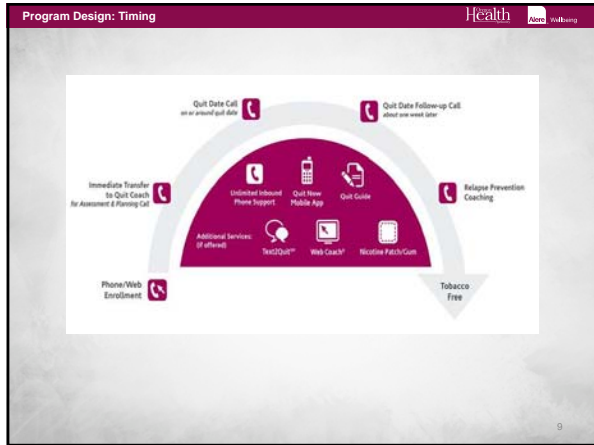 Program Design: Timing
Health
Alere Wellbeing
Quit Date Call
on or around quit date
Quit Date Follow-up Call
about one week later
Immediate Transfer
to Quit Coach
for Assessment & Planning Call
Unlimited Inbound
Phone Support
Quit Now
Mobile App
Quit Guide
Relapse Prevention
Coaching
Additional Services:
(if offered)
Text2Quit℠
Web Coach®
Nicotine Patch/Gum
Phone/Web
Enrollment
Tobacco
Free
9